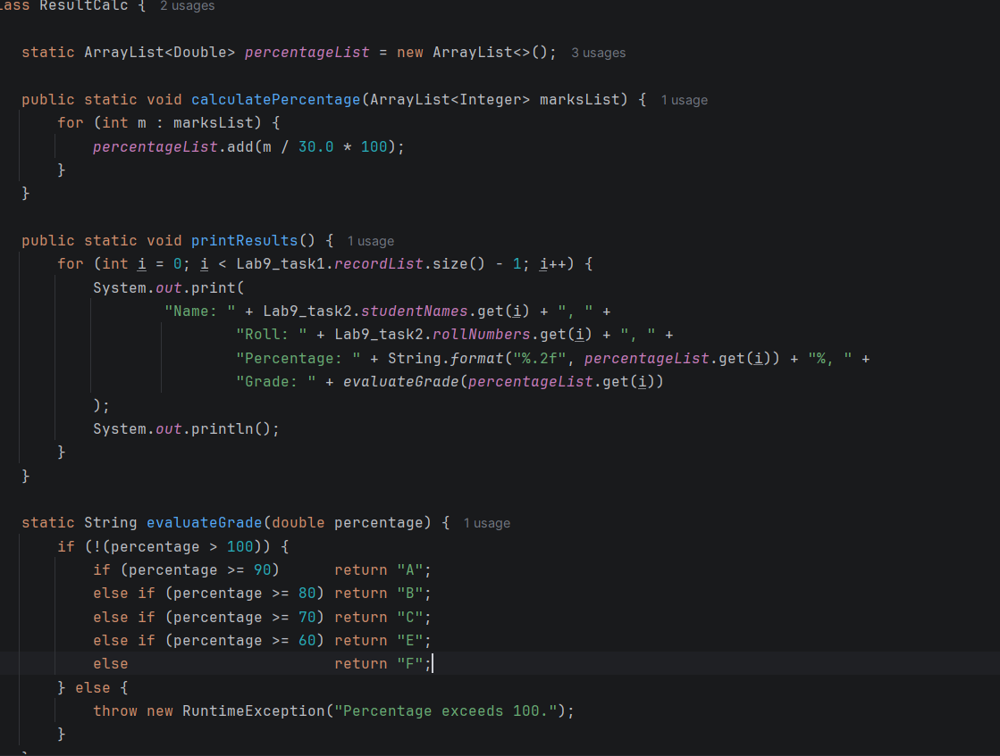 ass ResultCalc { 2 usages
static ArrayList<Double> percentageList = new ArrayList<>(); 3 usages
public static void calculatePercentage(ArrayList<Integer> marksList) { 1 usage
for (int m : marksList) {
percentageList.add(m / 30.0 * 100);
}
}
public static void printResults() { 1 usage
for (int i = 0; i < Lab9_task1.recordList.size() - 1; i++) {
System.out.print(
"Name: " + Lab9_task2.studentNames.get(i) + ", " +
"Roll: " + Lab9_task2.rollNumbers.get(i) + ", " +
"Percentage: " + String.format("%.2f", percentageList.get(i)) + "%, " +
"Grade: " + evaluateGrade(percentageList.get(i))
);
System.out.println();
}
}
static String evaluateGrade(double percentage) { 1 usage
if (!(percentage > 100)) {
if (percentage >= 90) return "A";
else if (percentage >= 80) return "B";
else if (percentage >= 70) return "C";
else if (percentage >= 60) return "E";
else return "F";
} else {
throw new RuntimeException("Percentage exceeds 100.");
}